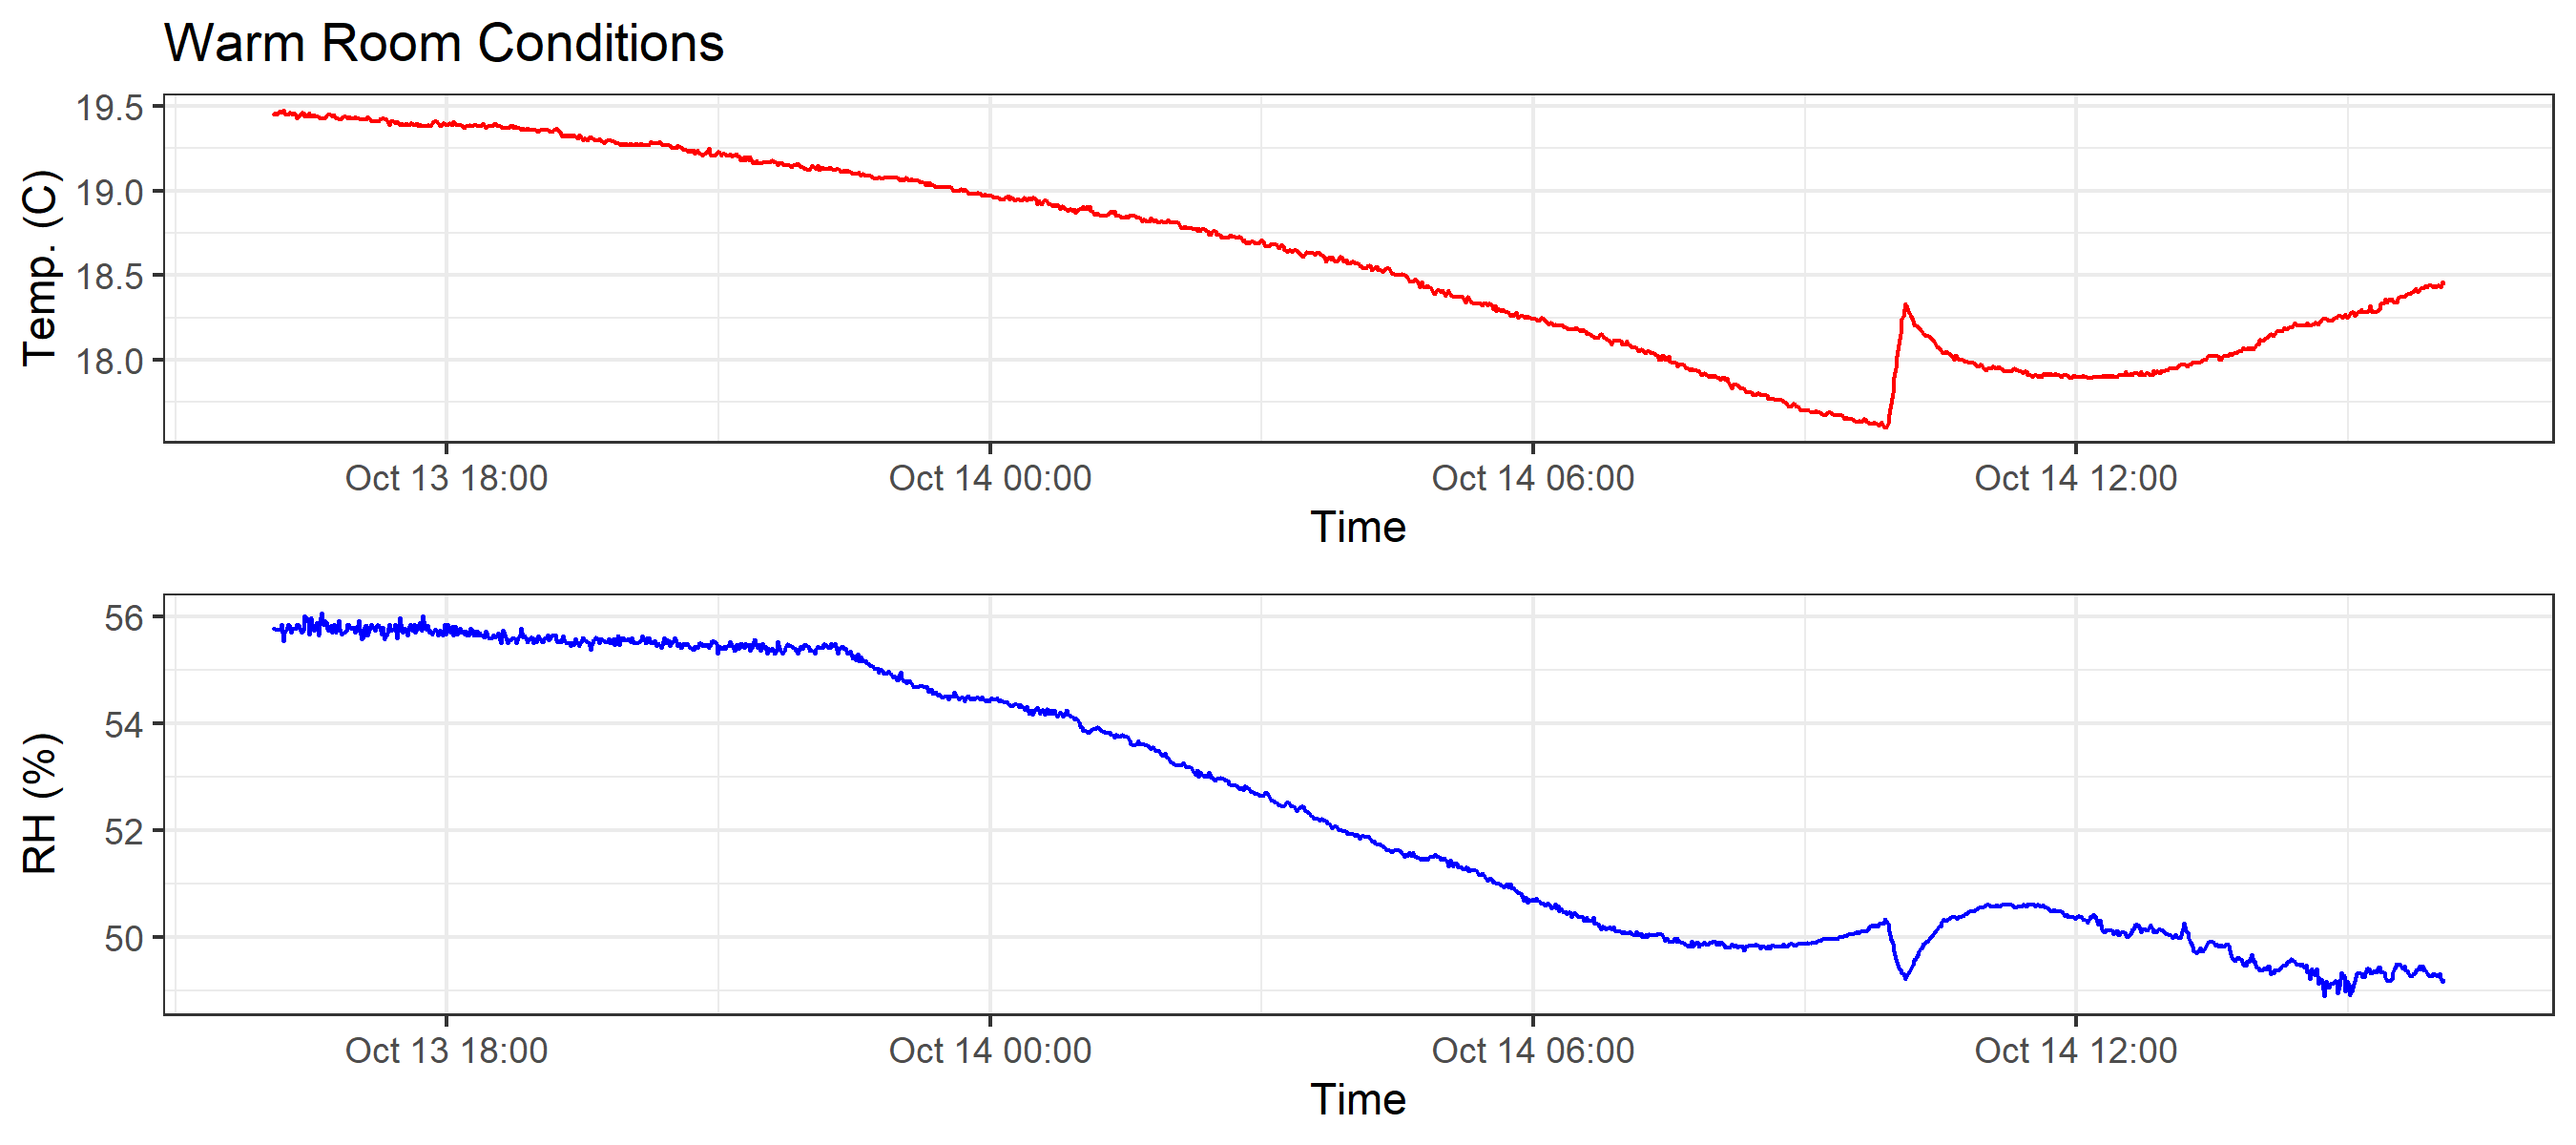 Warm Room Conditions
19.5
19.0
18.5
18.0
Temp. (C)
Oct 13 18:00 Oct 14 00:00 Oct 14 06:00 Oct 14 12:00
Time
56
54
52
50
RH (%)
Oct 13 18:00 Oct 14 00:00 Oct 14 06:00 Oct 14 12:00
Time